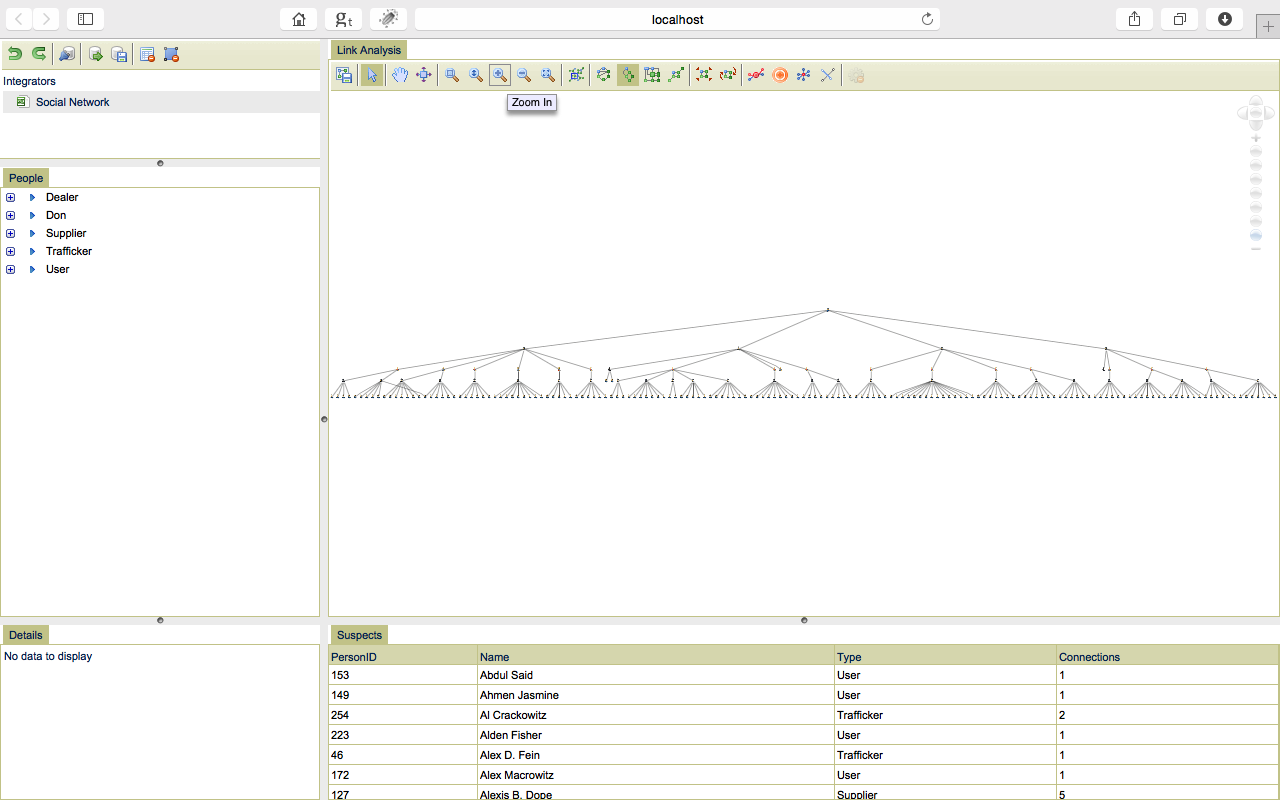 localhost
Link Analysis
Integrators
Social Network
Zoom In
People
Dealer
Don
Supplier
Trafficker
User
Details
No data to display
Suspects
PersonID Name Type Connections
153 Abdul Said User 1
149 Ahmen Jasmine User 1
254 Al Crackowitz Trafficker 2
223 Alden Fisher User 1
46 Alex D. Fein Trafficker 1
172 Alex Macrowitz User 1
127 Alexis B. Dope Supplier 5